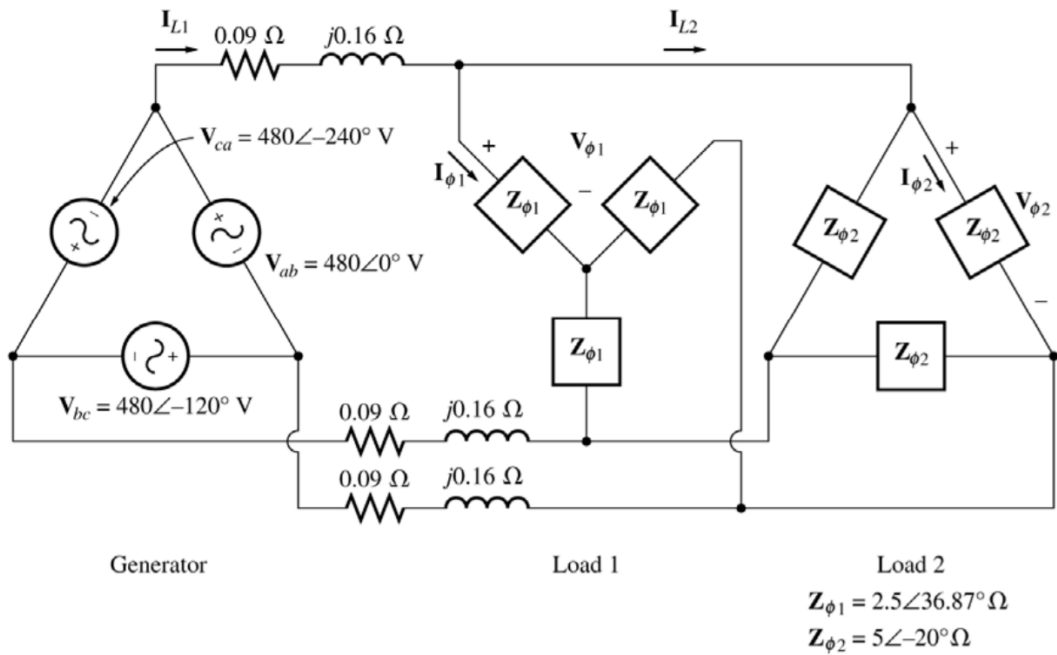 I_L1
0.09 Ω
j0.16 Ω
I_L2
V_ca = 480∠–240° V
+
V_ϕ1
I_ϕ1
–
Z_ϕ1
Z_ϕ1
+
I_ϕ2
V_ϕ2
–
+
+
–
Z_ϕ2
Z_ϕ2
V_ab = 480∠0° V
–
–
+
Z_ϕ1
Z_ϕ2
V_bc = 480∠–120° V
0.09 Ω
j0.16 Ω
0.09 Ω
j0.16 Ω
Generator
Load 1
Load 2
Z_ϕ1 = 2.5∠36.87° Ω
Z_ϕ2 = 5∠–20° Ω